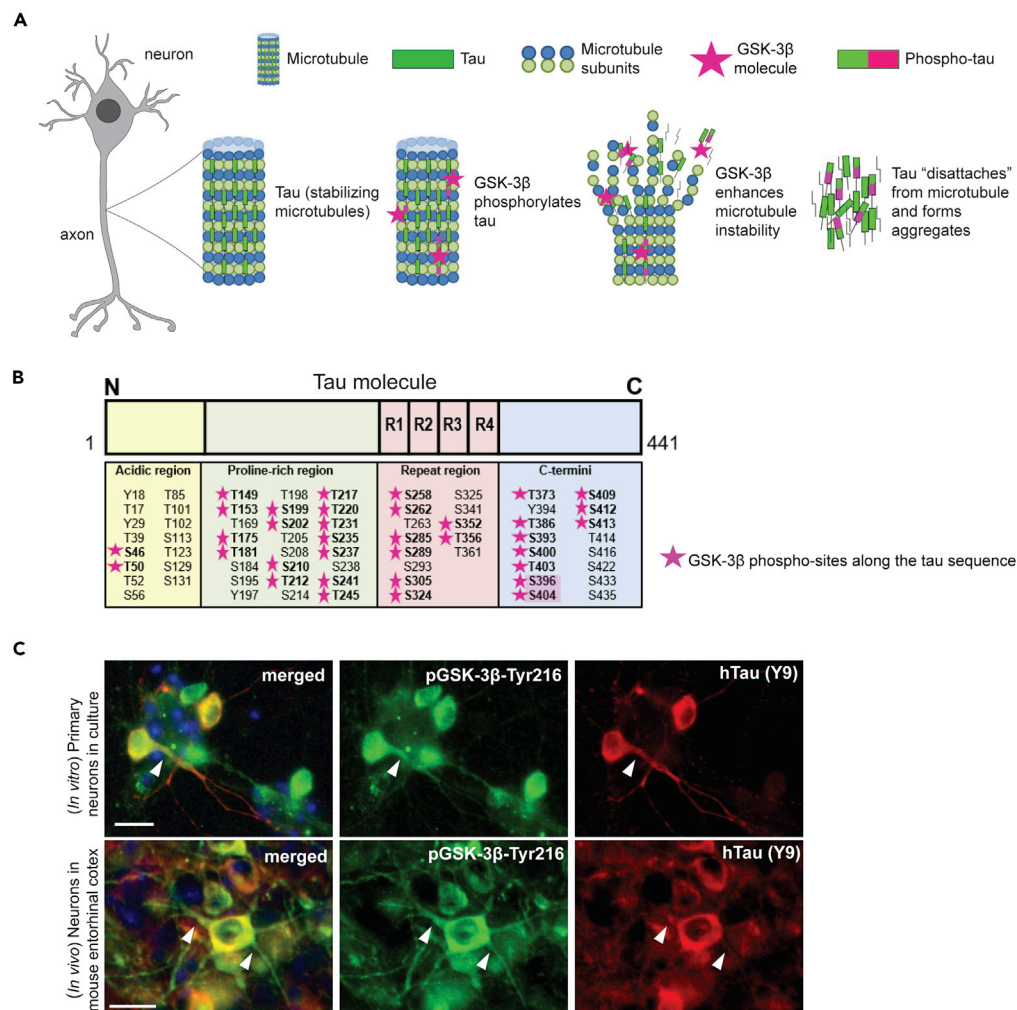 A
neuron
axon
Microtubule
Tau
Microtubule
subunits
GSK-3β
molecule
Phospho-tau
Tau (stabilizing
microtubules)
GSK-3β
phosphorylates
tau
GSK-3β
enhances
microtubule
instability
Tau “disattaches”
from microtubule
and forms
aggregates
B
N
Tau molecule
C
1
R1 R2 R3 R4
441
Acidic region
Y18 T85
T17 T101
Y29 T102
T39 S113
S46 T123
T50 S129
T52 S131
S56
Proline-rich region
T149 T198 T217
T153 S199 T220
T169 S202 T231
T175 T205 S235
T181 S208 S237
S184 S210 S238
S195 T212 S241
Y197 S214 T245
Repeat region
S258 S325
S262 S341
T263 S352
S285 T356
S289 T361
S293
S305
S324
C-termini
T373 S409
Y394 S412
T386 S413
S393 T414
S400 S416
T403 S422
S396 S433
S404 S435
GSK-3β phospho-sites along the tau sequence
C
(In vitro) Primary
neurons in culture
merged
pGSK-3β-Tyr216
hTau (Y9)
(In vivo) Neurons in
mouse entorhinal cotex
merged
pGSK-3β-Tyr216
hTau (Y9)